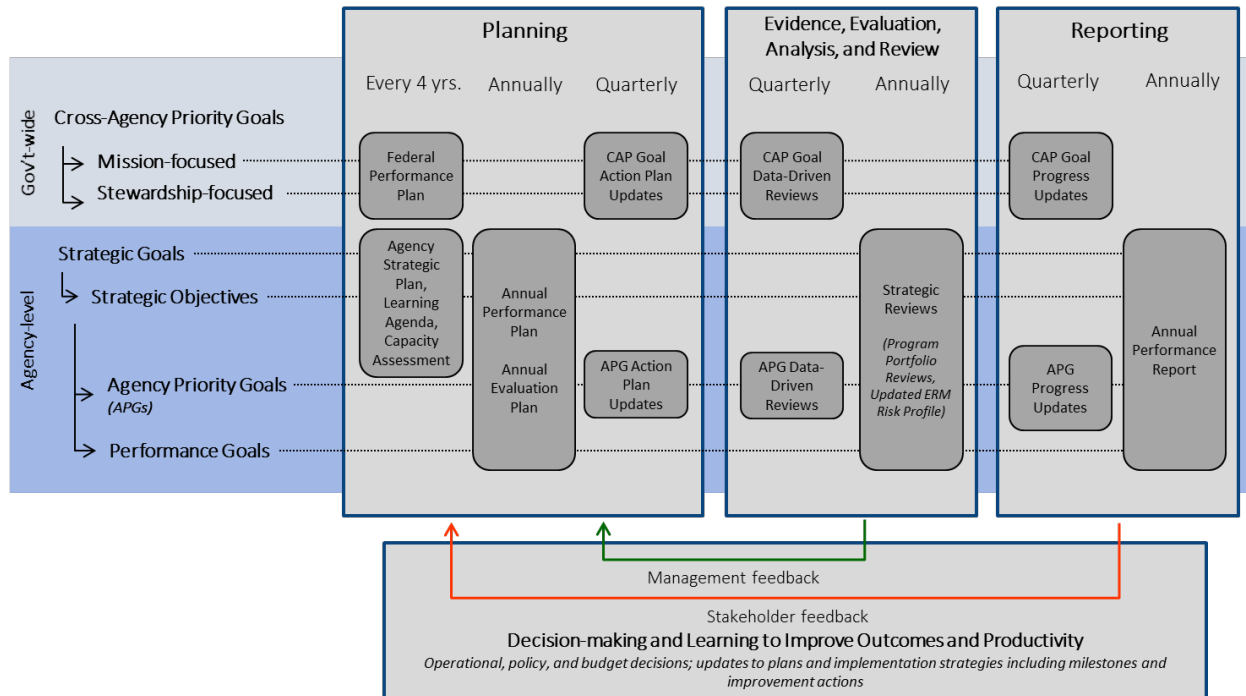 Planning
Evidence, Evaluation,
Analysis, and Review
Reporting
Every 4 yrs.
Annually
Quarterly
Quarterly
Annually
Quarterly
Annually
Gov't-wide
Cross-Agency Priority Goals
Mission-focused
Stewardship-focused
Federal
Performance
Plan
CAP Goal
Action Plan
Updates
CAP Goal
Data-Driven
Reviews
CAP Goal
Progress
Updates
Agency-level
Strategic Goals
Strategic Objectives
Agency Priority Goals
(APGs)
Performance Goals
Agency
Strategic
Plan,
Learning
Agenda,
Capacity
Assessment
Annual
Performance
Plan
Annual
Evaluation
Plan
APG Action
Plan
Updates
APG Data-
Driven
Reviews
Strategic
Reviews
(Program
Portfolio
Reviews,
Updated ERM
Risk Profile)
APG
Progress
Updates
Annual
Performance
Report
Management feedback
Stakeholder feedback
Decision-making and Learning to Improve Outcomes and Productivity
Operational, policy, and budget decisions; updates to plans and implementation strategies including milestones and
improvement actions